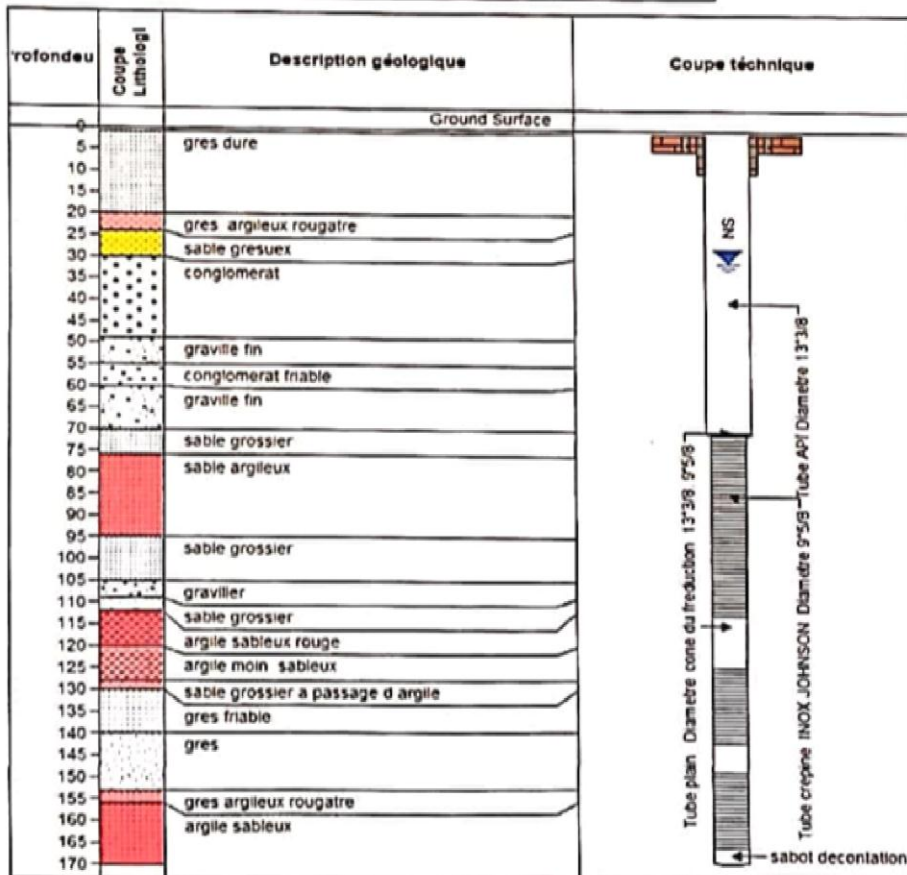 rofondeu
Coupe
Lithologi
Description géologique
Coupe téchnique
Ground Surface
0
5
10
15
20
25
30
35
40
45
50
55
60
65
70
75
80
85
90
95
100
105
110
115
120
125
130
135
140
145
150
155
160
165
170
gres dure
gres argileux rougatre
sable gresuex
conglomerat
graville fin
conglomerat friable
graville fin
sable grossier
sable argileux
sable grossier
gravilier
sable grossier
argile sableux rouge
argile moin sableux
sable grossier a passage d argile
gres friable
gres
gres argileux rougatre
argile sableux
NS
Tube plain Diametre cone du freduction 13"3/8 9"5/8
Tube crepine INOX JOHNSON Diametre 9"5/8 Tube API Diametre 13"3/8
sabot decontation